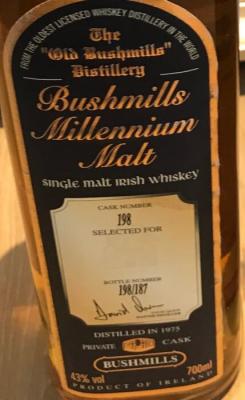 FROM THE OLDEST LICENSED WHISKEY DISTILLERY IN THE WORLD
The
"Old Bushmills"
Distillery
Bushmills
Millennium
Malt
SINGLE MALT IRISH WHISKEY
CASK NUMBER
198
SELECTED FOR
BOTTLE NUMBER
198/187
DISTILLED IN 1975
PRIVATE CASK
BUSHMILLS
43% vol
700ml
PRODUCT OF IRELAND